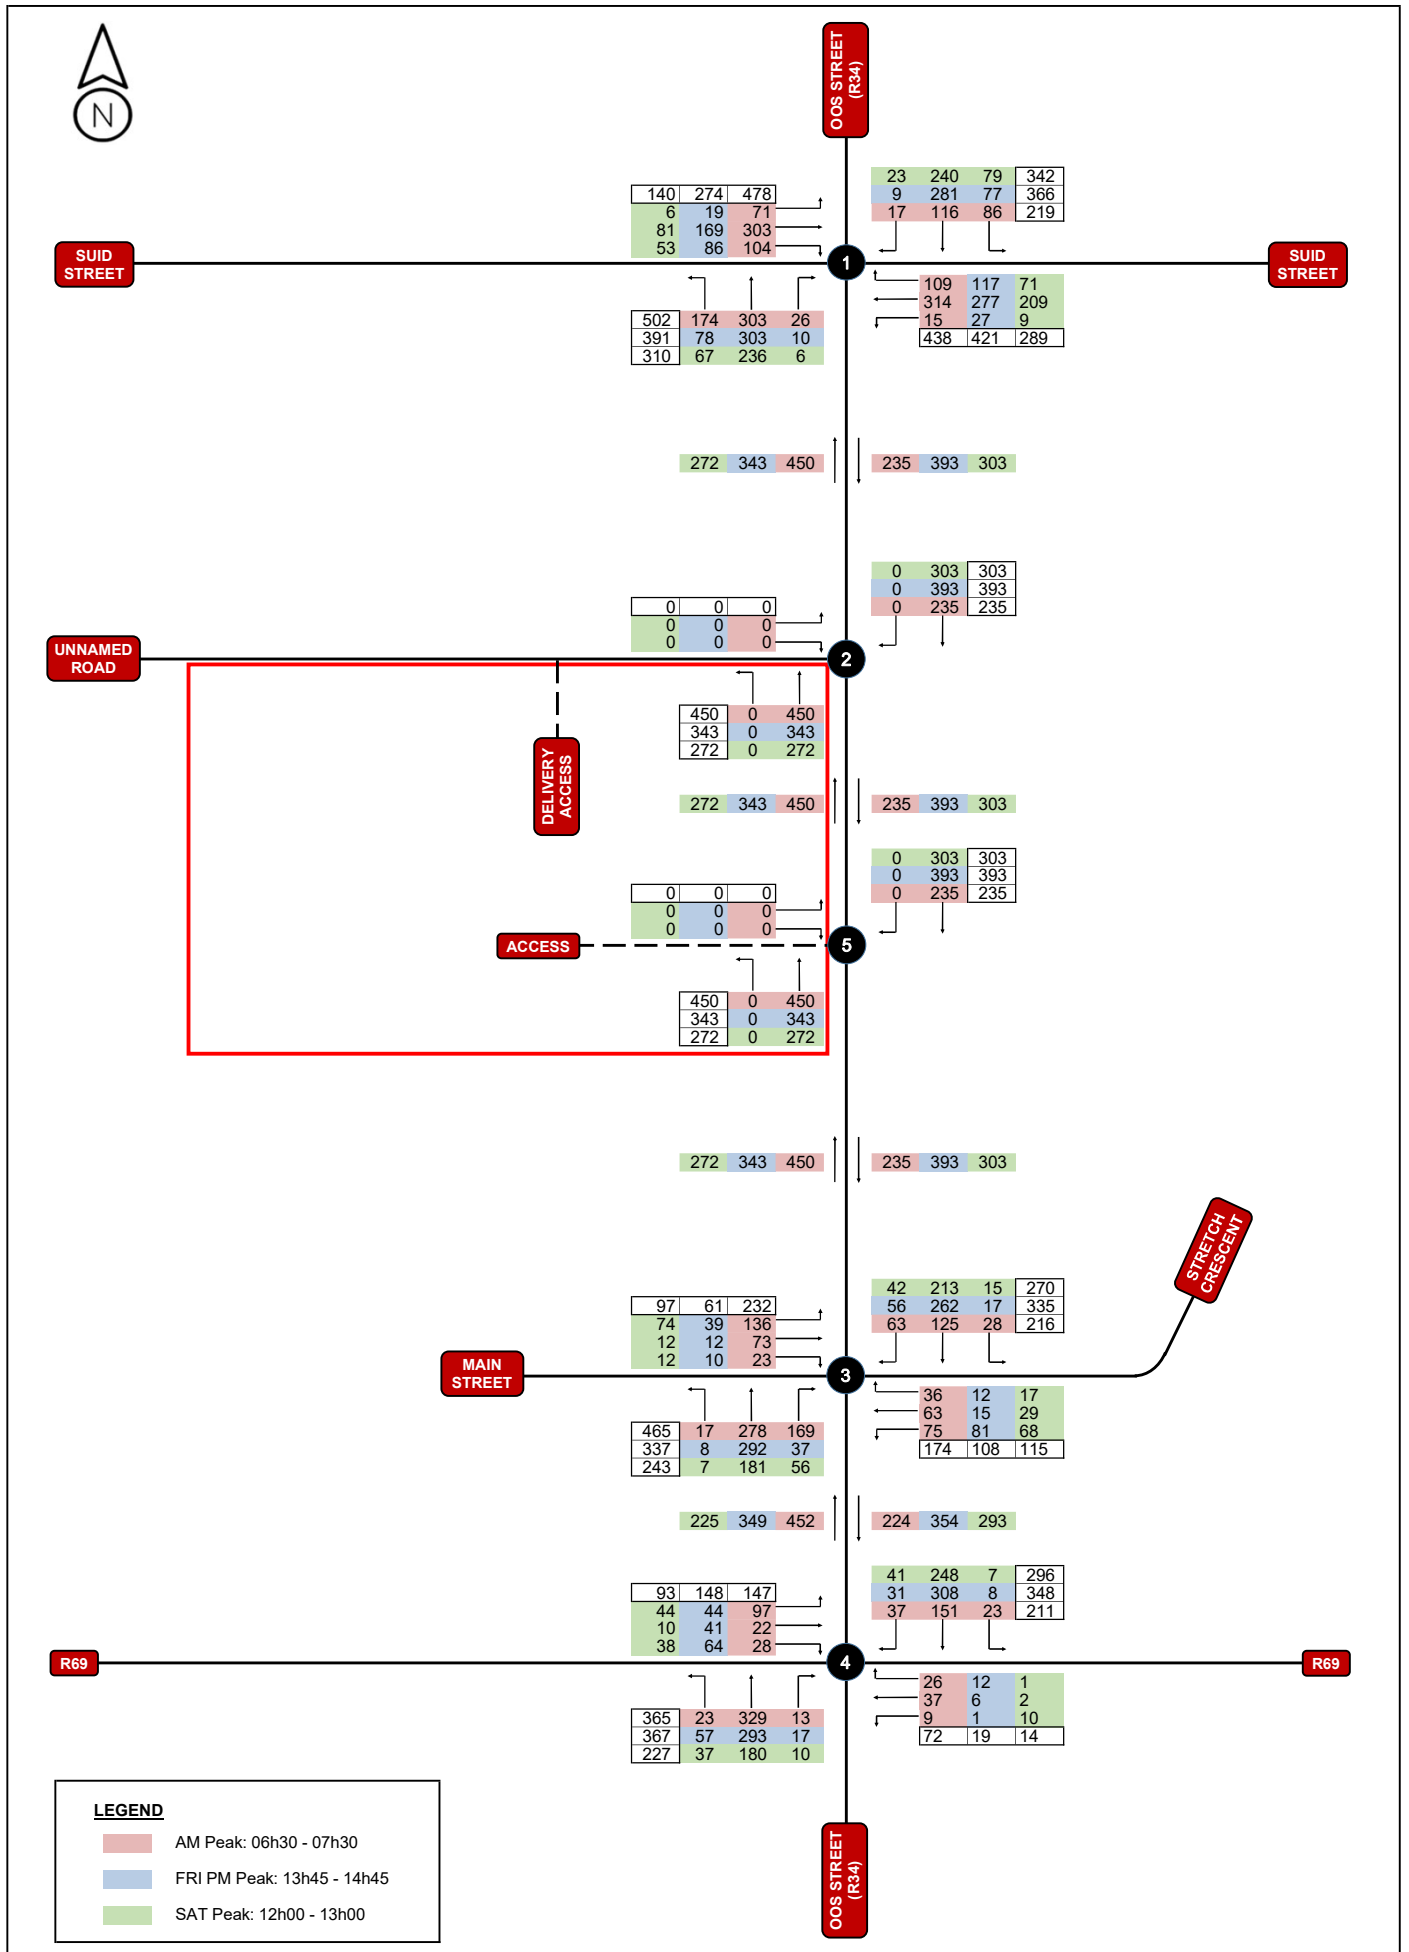 N
OOS STREET
(R34)
23 240 79 342
9 281 77 366
17 116 86 219
140 274 478
6 19 71
81 169 303
53 86 104
SUID
STREET
1
SUID
STREET
109 117 71
314 277 209
15 27 9
438 421 289
502 174 303 26
391 78 303 10
310 67 236 6
272 343 450
235 393 303
0 303 303
0 393 393
0 235 235
0 0 0
0 0 0
0 0 0
UNNAMED
ROAD
2
450 0 450
343 0 343
272 0 272
DELIVERY
ACCESS
272 343 450
235 393 303
0 303 303
0 393 393
0 235 235
0 0 0
0 0 0
0 0 0
ACCESS
5
450 0 450
343 0 343
272 0 272
272 343 450
235 393 303
STRETCH
CRESCENT
42 213 15 270
56 262 17 335
63 125 28 216
97 61 232
74 39 136
12 12 73
12 10 23
MAIN
STREET
3
36 12 17
63 15 29
75 81 68
174 108 115
465 17 278 169
337 8 292 37
243 7 181 56
225 349 452
224 354 293
41 248 7 296
31 308 8 348
37 151 23 211
93 148 147
44 44 97
10 41 22
38 64 28
R69
4
R69
26 12 1
37 6 2
9 1 10
72 19 14
365 23 329 13
367 57 293 17
227 37 180 10
LEGEND
AM Peak: 06h30 - 07h30
FRI PM Peak: 13h45 - 14h45
SAT Peak: 12h00 - 13h00
OOS STREET
(R34)